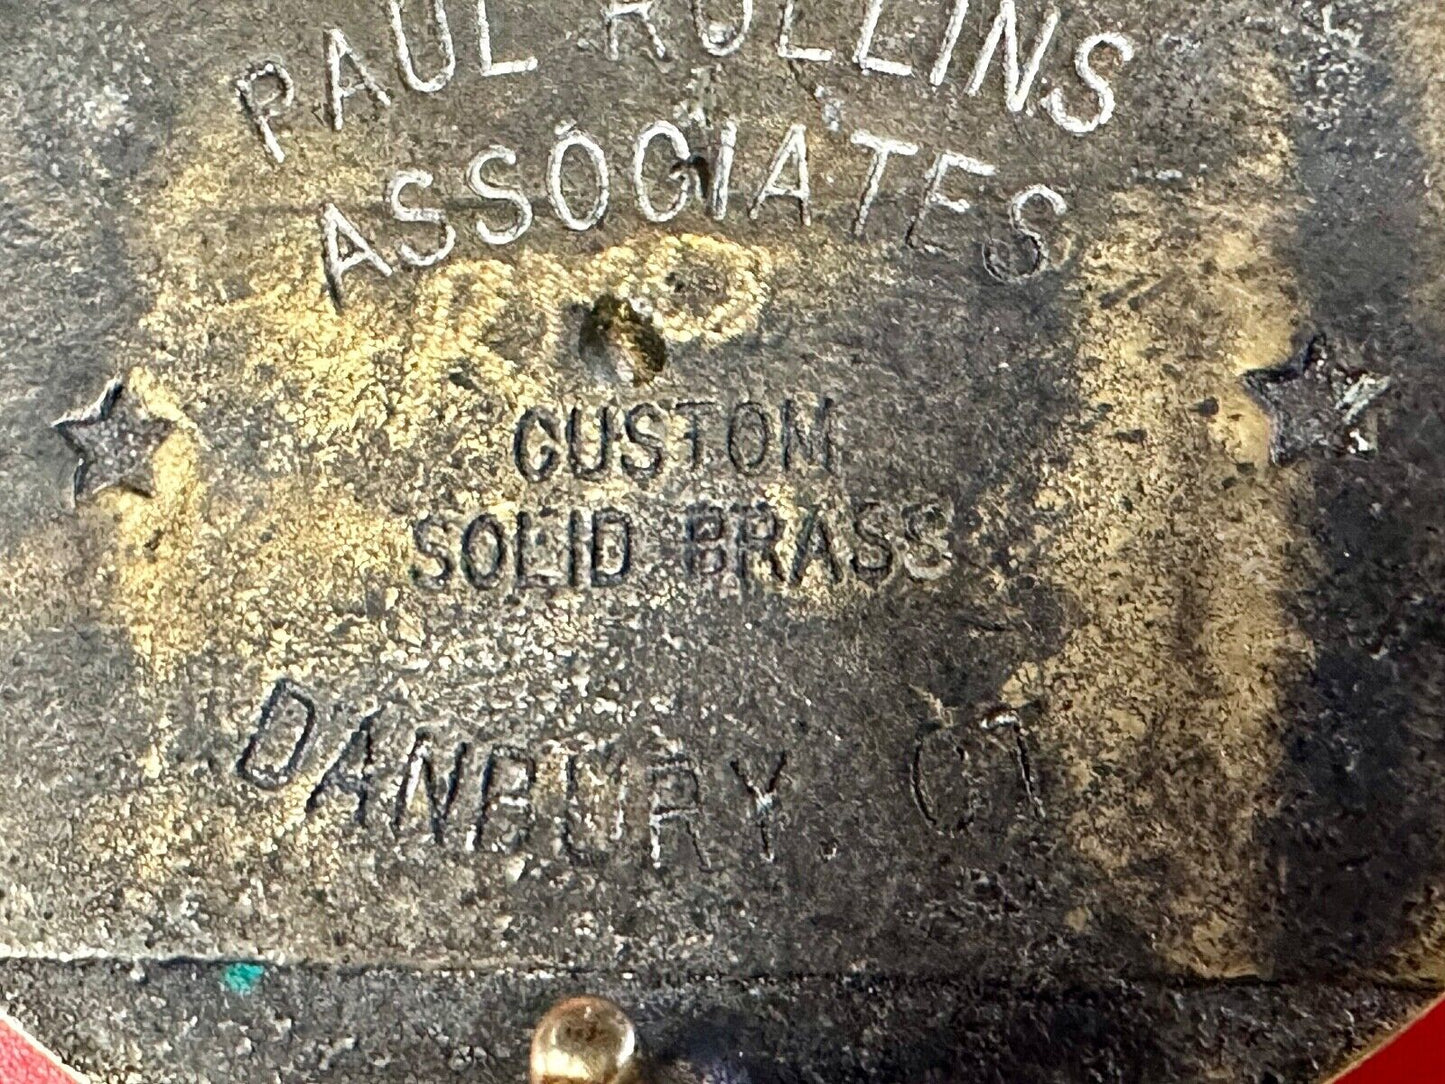 PAUL ROLLINS
ASSOCIATES
CUSTOM
SOLID BRASS
DANBURY, CT